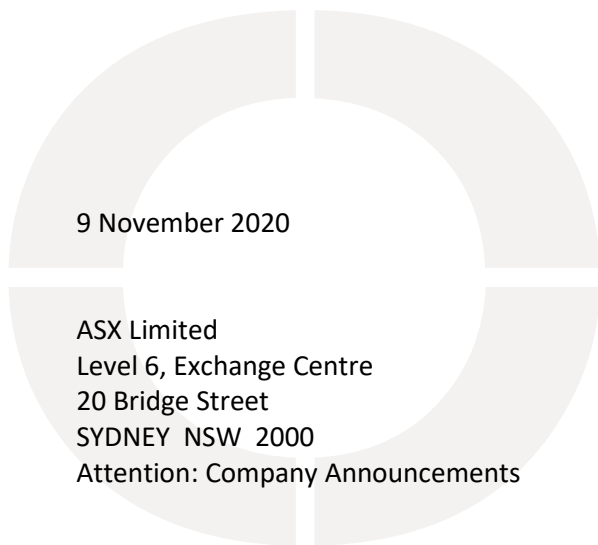 9 November 2020
ASX Limited
Level 6, Exchange Centre
20 Bridge Street
SYDNEY  NSW  2000
Attention: Company Announcements